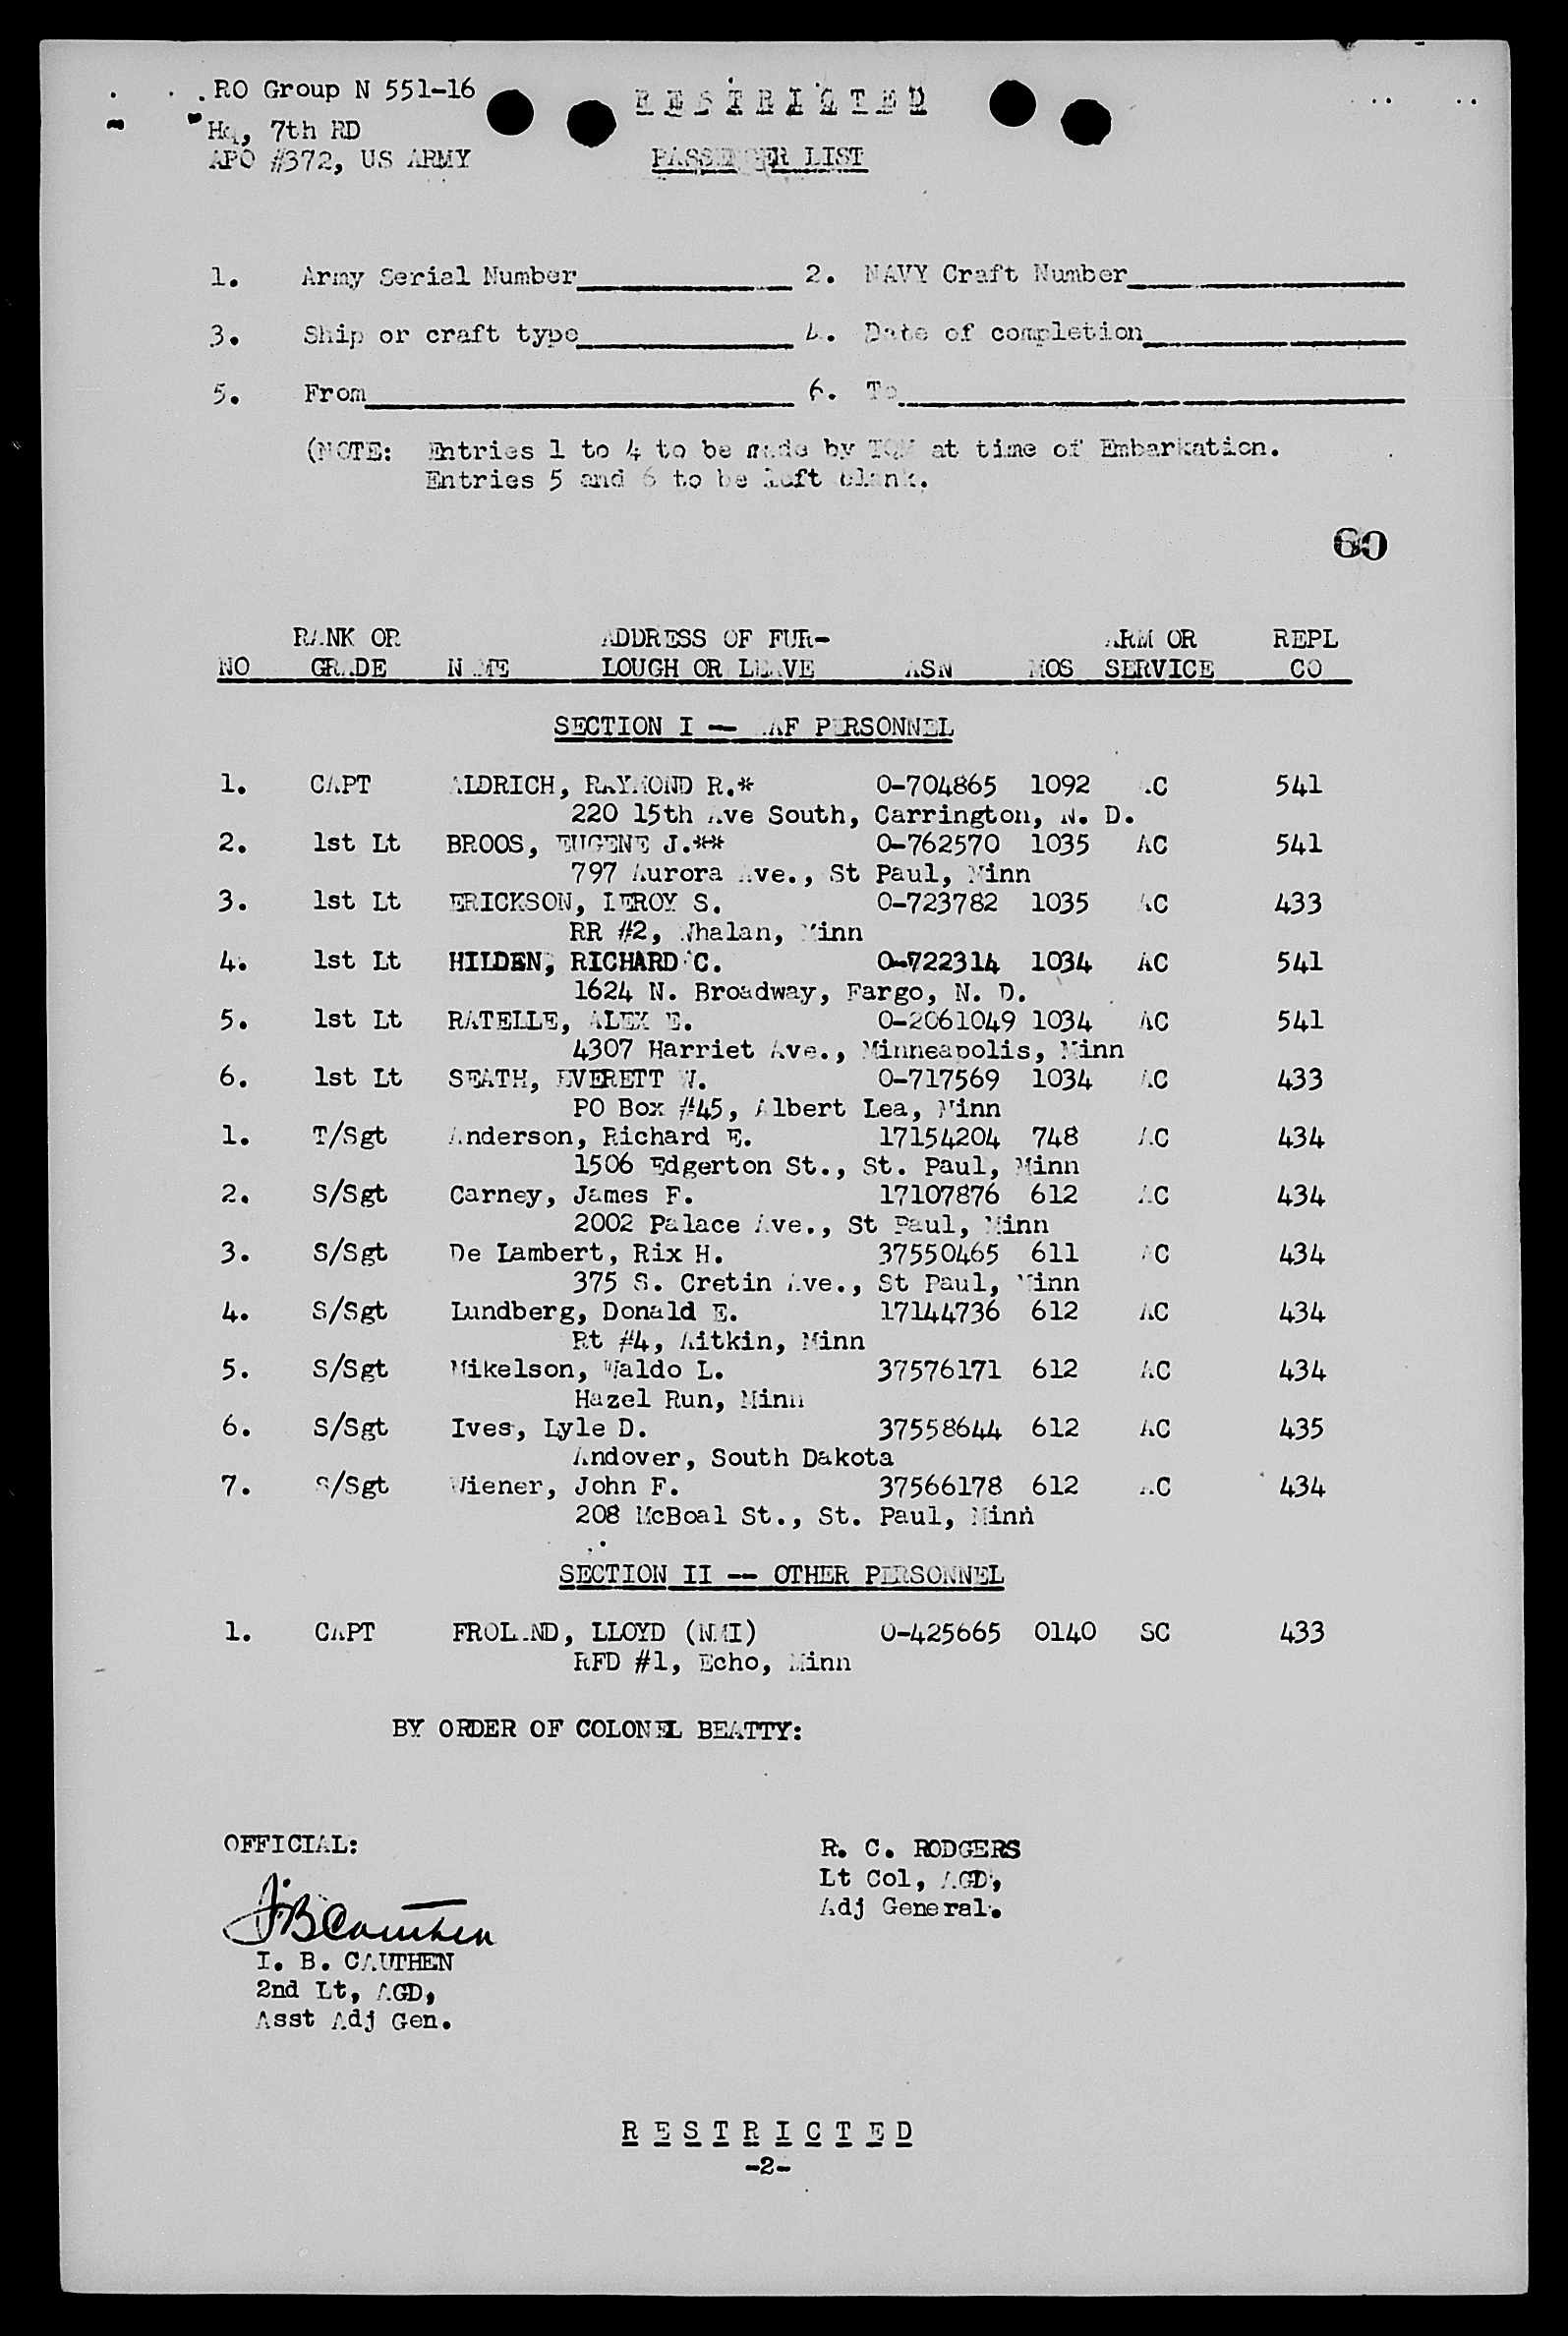 RO Group N 551-16
RESTRICTED
Hq, 7th RD
APO #372, US ARMY
PASSENGER LIST
1. Army Serial Number
2. NAVY Craft Number
3. Ship or craft type
4. Date of completion
5. From
6. To
(NOTE: Entries 1 to 4 to be made by TQM at time of Embarkation.
Entries 5 and 6 to be left blank.
60
RANK OR ADDRESS OF FUR- ARM OR REPL
NO GRADE NAME LOUGH OR LEAVE ASN MOS SERVICE CO
SECTION I -- AAF PERSONNEL
1. CAPT ALDRICH, RAYMOND R.* O-704865 1092 AC 541
220 15th Ave South, Carrington, N. D.
2. 1st Lt BROOS, EUGENE J.** O-762570 1035 AC 541
797 Aurora Ave., St Paul, Minn
3. 1st Lt ERICKSON, LEROY S. O-723782 1035 AC 433
RR #2, Whalan, Minn
4. 1st Lt HILDEN, RICHARD C. O-722314 1034 AC 541
1624 N. Broadway, Fargo, N. D.
5. 1st Lt RATELLE, ALEX E. O-2061049 1034 AC 541
4307 Harriet Ave., Minneapolis, Minn
6. 1st Lt SEATH, EVERETT W. O-717569 1034 AC 433
PO Box #45, Albert Lea, Minn
1. T/Sgt Anderson, Richard E. 17154204 748 AC 434
1506 Edgerton St., St. Paul, Minn
2. S/Sgt Carney, James F. 17107876 612 AC 434
2002 Palace Ave., St Paul, Minn
3. S/Sgt De Lambert, Rix H. 37550465 611 AC 434
375 S. Cretin Ave., St Paul, Minn
4. S/Sgt Lundberg, Donald E. 17144736 612 AC 434
Rt #4, Aitkin, Minn
5. S/Sgt Mikelson, Waldo L. 37576171 612 AC 434
Hazel Run, Minn
6. S/Sgt Ives, Lyle D. 37558644 612 AC 435
Andover, South Dakota
7. S/Sgt Wiener, John F. 37566178 612 AC 434
208 McBoal St., St. Paul, Minn
SECTION II -- OTHER PERSONNEL
1. CAPT FROLAND, LLOYD (NMI) O-425665 0140 SC 433
RFD #1, Echo, Minn
BY ORDER OF COLONEL BEATTY:
OFFICIAL:
R. C. RODGERS
Lt Col, AGD,
Adj General.
I B Cauthen
I. B. CAUTHEN
2nd Lt, AGD,
Asst Adj Gen.
RESTRICTED
-2-